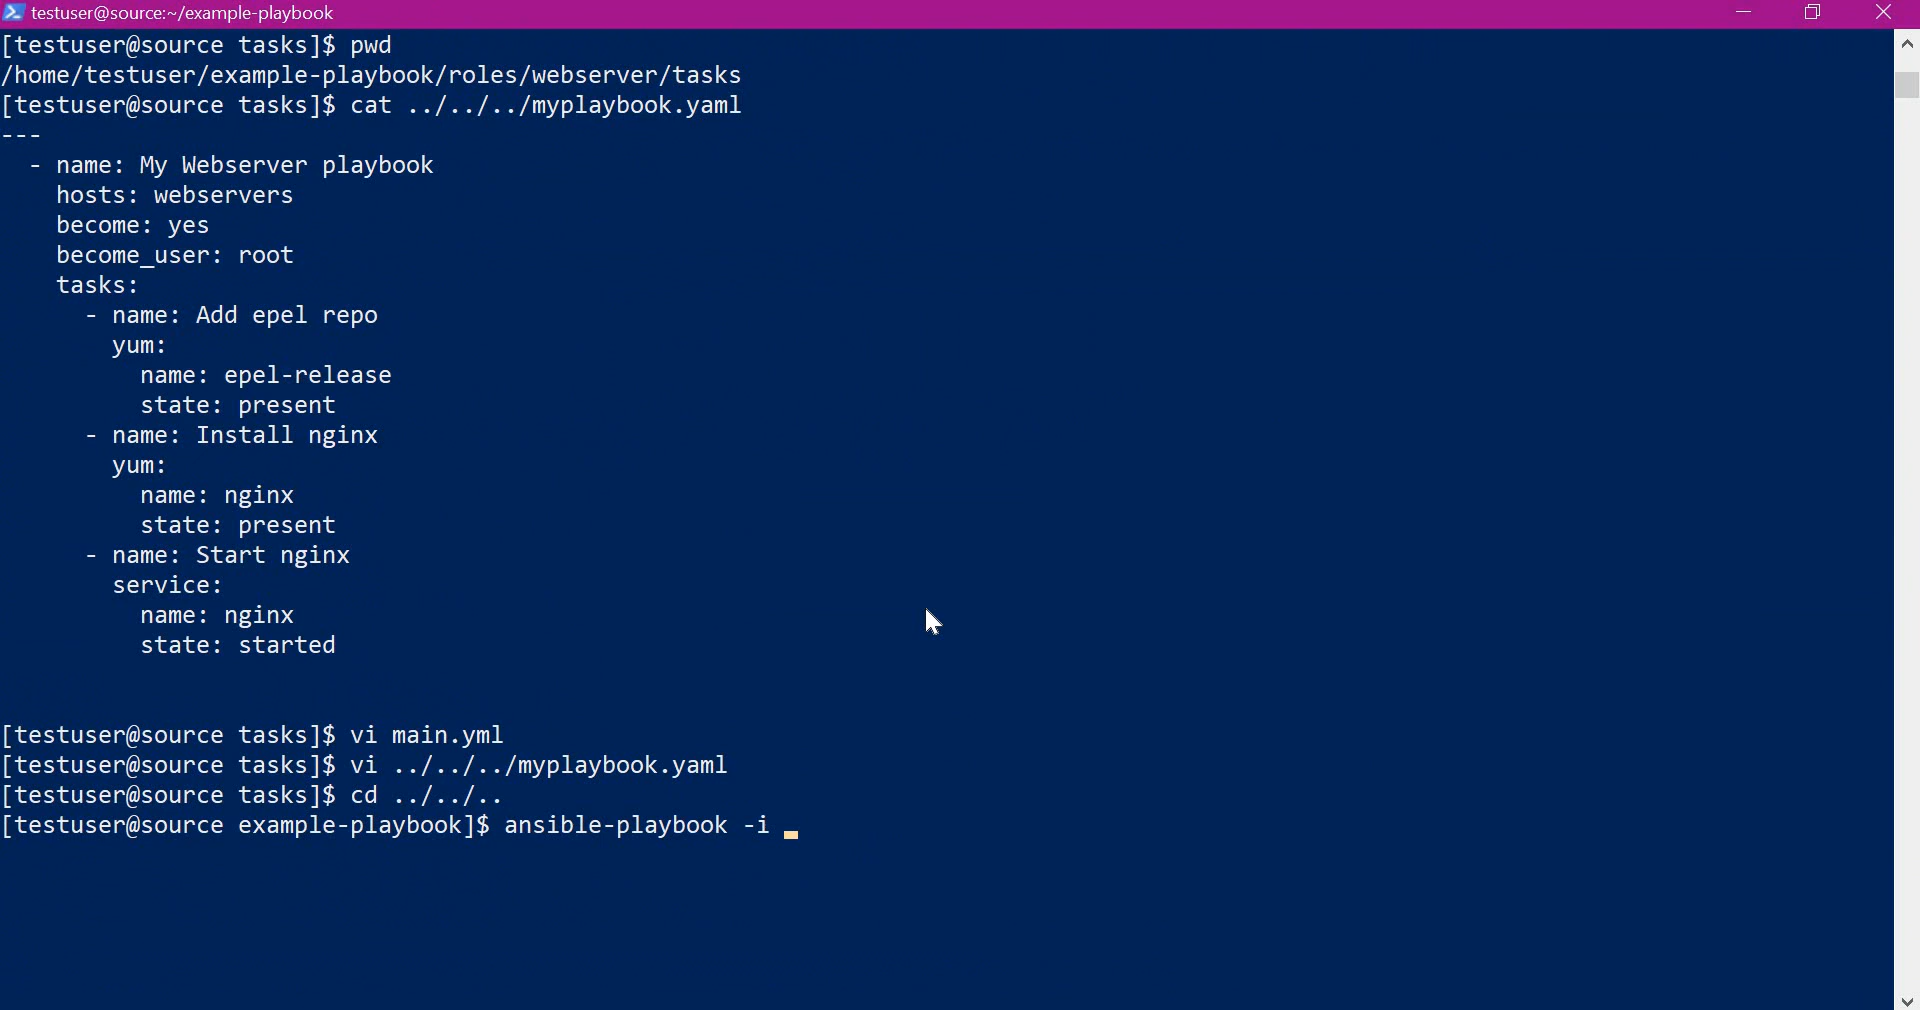 testuser@source:~/example-playbook
[testuser@source tasks]$ pwd
/home/testuser/example-playbook/roles/webserver/tasks
[testuser@source tasks]$ cat ../../../myplaybook.yaml
---
  - name: My Webserver playbook
    hosts: webservers
    become: yes
    become_user: root
    tasks:
      - name: Add epel repo
        yum:
          name: epel-release
          state: present
      - name: Install nginx
        yum:
          name: nginx
          state: present
      - name: Start nginx
        service:
          name: nginx
          state: started
[testuser@source tasks]$ vi main.yml
[testuser@source tasks]$ vi ../../../myplaybook.yaml
[testuser@source tasks]$ cd ../../..
[testuser@source example-playbook]$ ansible-playbook -i